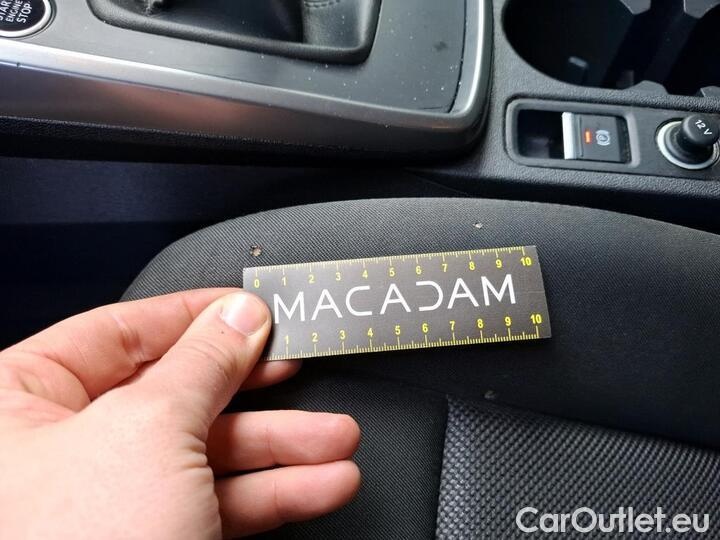 START
ENGINE
STOP
12 V
0 1 2 3 4 5 6 7 8 9 10
MACADAM
1 2 3 4 5 6 7 8 9 10
CarOutlet.eu